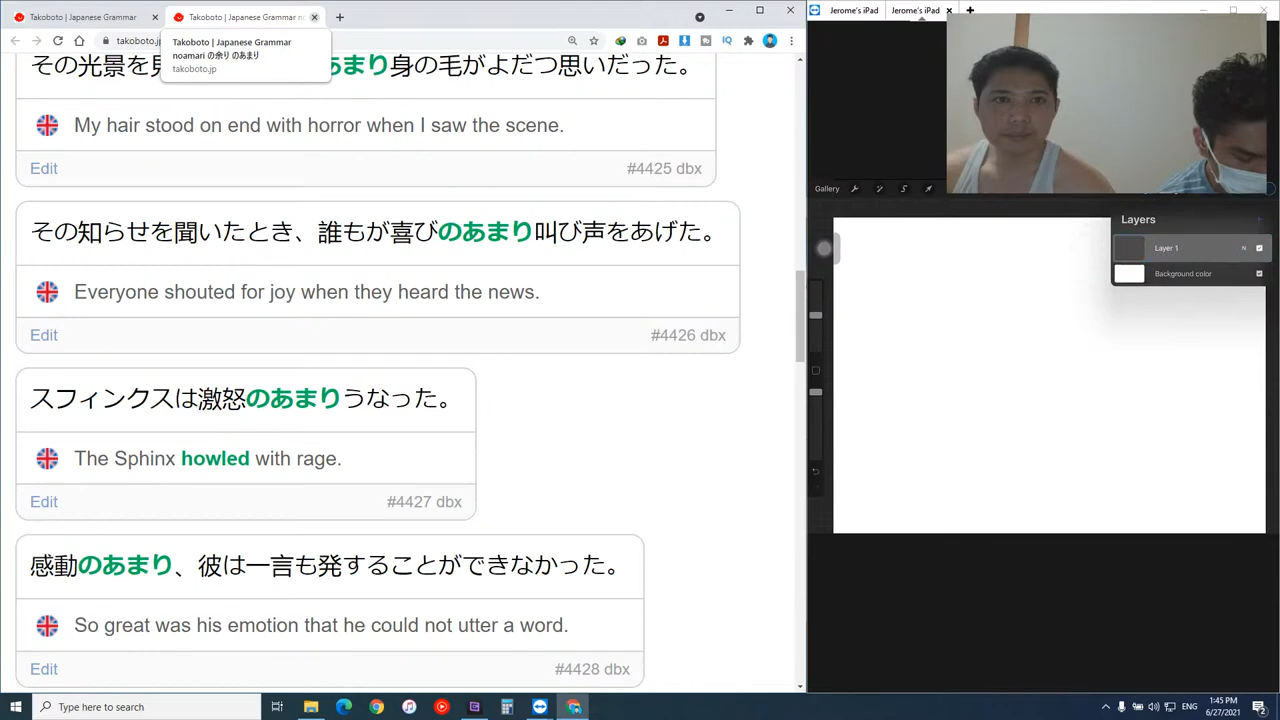 Takoboto | Japanese Grammar
Takoboto | Japanese Grammar no
Jerome's iPad
Jerome's iPad
Takoboto | Japanese Grammar
noamari の余り のあまり
takoboto.jp
takoboto.j
その光景を見
あまり身の毛がよだつ思いだった。
My hair stood on end with horror when I saw the scene.
Edit
#4425 dbx
その知らせを聞いたとき、誰もが喜びのあまり叫び声をあげた。
Everyone shouted for joy when they heard the news.
Edit
#4426 dbx
スフィンクスは激怒のあまりうなった。
The Sphinx howled with rage.
Edit
#4427 dbx
感動のあまり、彼は一言も発することができなかった。
So great was his emotion that he could not utter a word.
Edit
#4428 dbx
Gallery
Layers
Layer 1
N
Background color
Type here to search
ENG
1:45 PM
6/27/2021
2